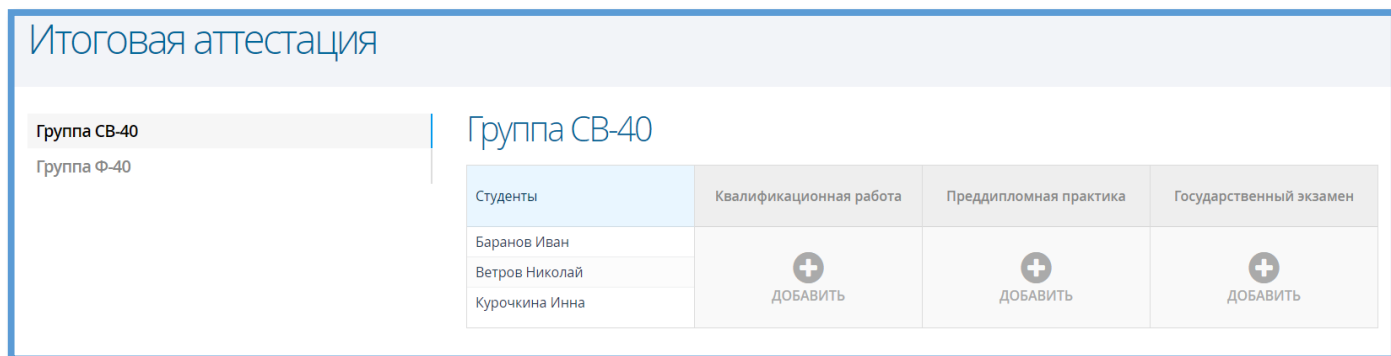 Итоговая аттестация
Группа СВ-40
Группа Ф-40
Группа СВ-40
Студенты Квалификационная работа Преддипломная практика Государственный экзамен
Баранов Иван
Ветров Николай
Курочкина Инна
ДОБАВИТЬ ДОБАВИТЬ ДОБАВИТЬ